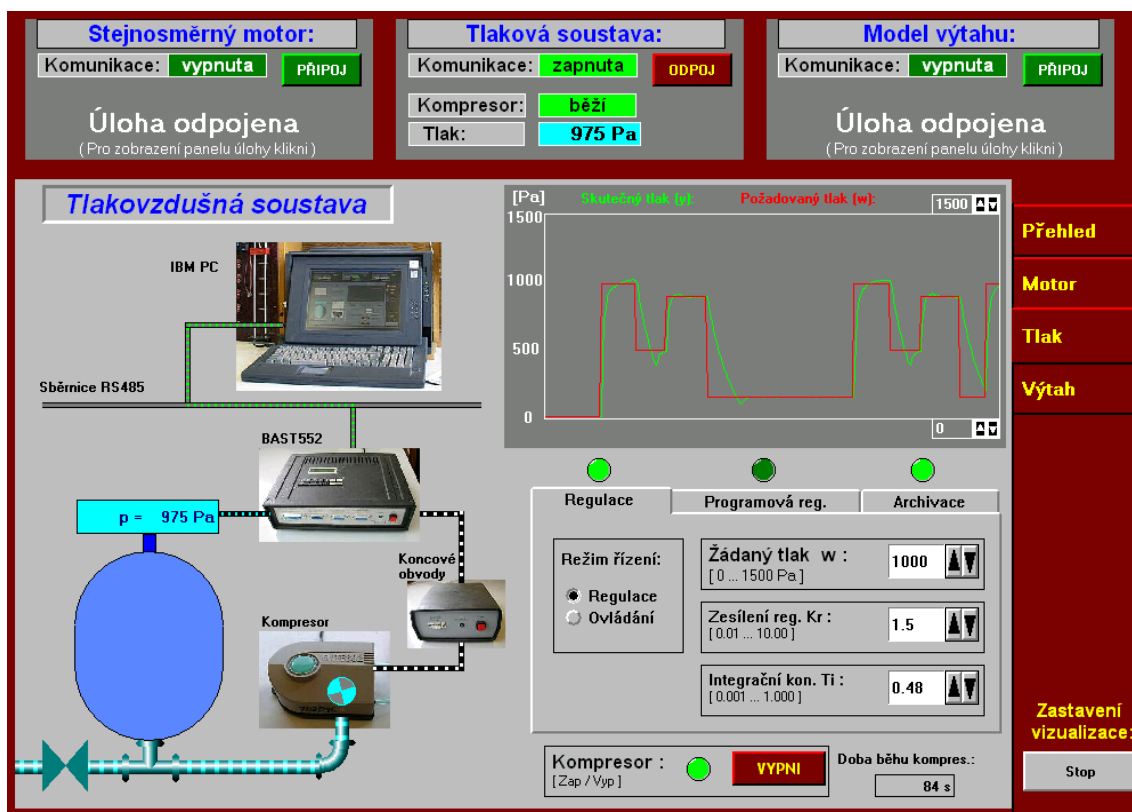 Stejnosměrný motor:
Komunikace: vypnuta PŘIPOJ
Úloha odpojena
( Pro zobrazení panelu úlohy klikni )
Tlaková soustava:
Komunikace: zapnuta ODPOJ
Kompresor: běží
Tlak: 975 Pa
Model výtahu:
Komunikace: vypnuta PŘIPOJ
Úloha odpojena
( Pro zobrazení panelu úlohy klikni )
Tlakovzdušná soustava
IBM PC
Sběrnice RS485
BAST552
p = 975 Pa
Koncové
obvody
Kompresor
[Pa] Skutečný tlak (y): Požadovaný tlak (w): 1500
1500
1000
500
0
0
Regulace Programová reg. Archivace
Režim řízení:
Regulace
Ovládání
Žádaný tlak w : 1000
[ 0 ... 1500 Pa ]
Zesílení reg. Kr : 1.5
[ 0.01 ... 10.00 ]
Integrační kon. Ti : 0.48
[ 0.001 ... 1.000 ]
Kompresor : VYPNI
[ Zap / Vyp ]
Doba běhu kompres.:
84 s
Přehled
Motor
Tlak
Výtah
Zastavení
vizualizace:
Stop